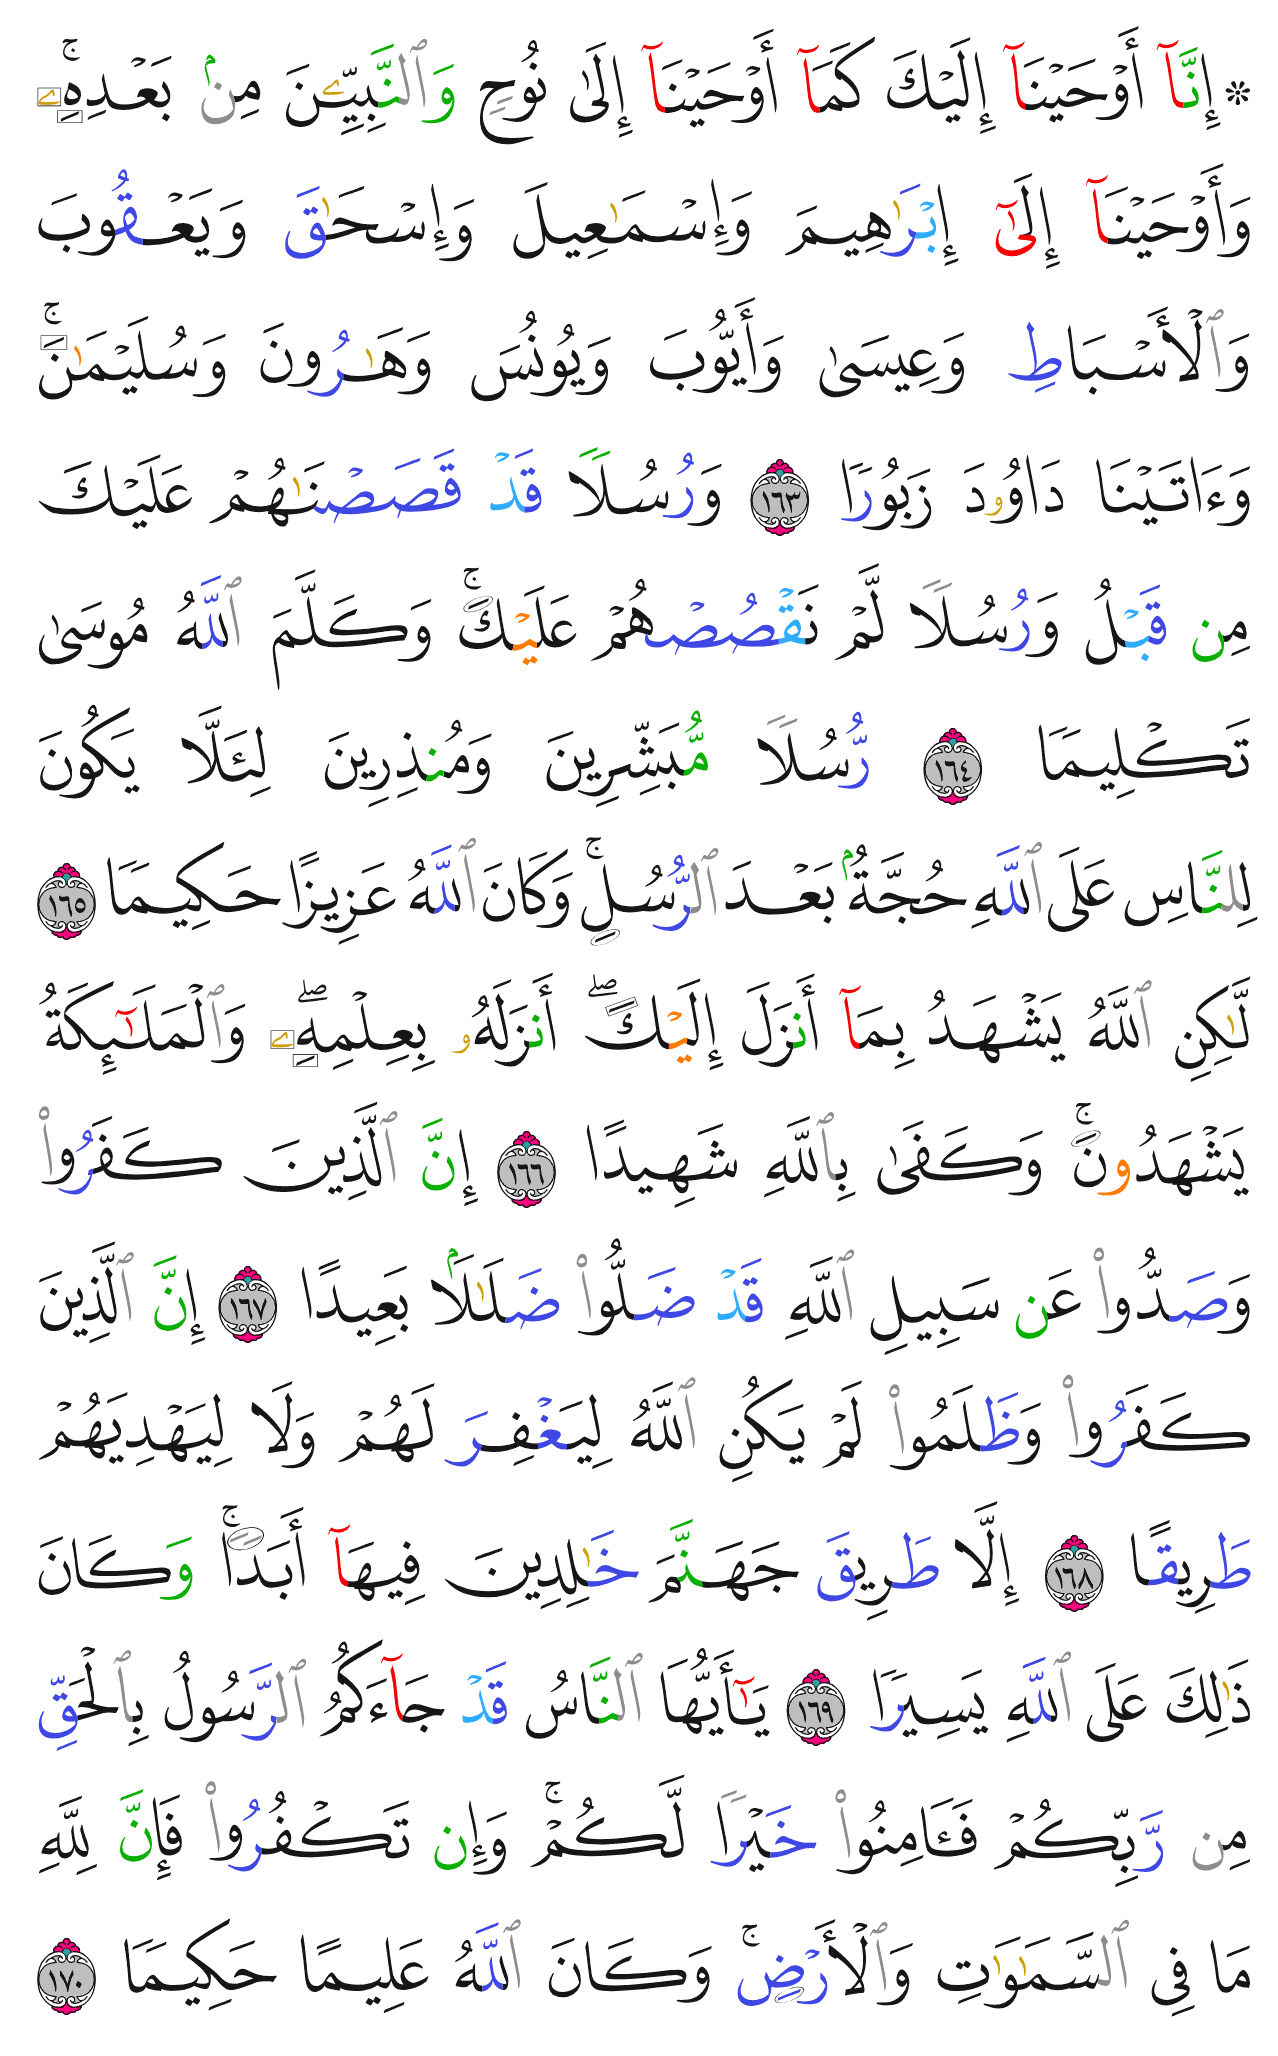 ۞ إِنَّآ أَوْحَيْنَآ إِلَيْكَ كَمَآ أَوْحَيْنَآ إِلَىٰ نُوحٍ وَٱلنَّبِيِّۦنَ مِنۢ بَعْدِهِۦۚ
وَأَوْحَيْنَآ إِلَىٰٓ إِبْرَٰهِيمَ وَإِسْمَـٰعِيلَ وَإِسْحَـٰقَ وَيَعْقُوبَ
وَٱلْأَسْبَاطِ وَعِيسَىٰ وَأَيُّوبَ وَيُونُسَ وَهَـٰرُونَ وَسُلَيْمَـٰنَۚ
وَءَاتَيْنَا دَاوُۥدَ زَبُورًا ١٦٣ وَرُسُلًا قَدْ قَصَصْنَـٰهُمْ عَلَيْكَ
مِن قَبْلُ وَرُسُلًا لَّمْ نَقْصُصْهُمْ عَلَيْكَۚ وَكَلَّمَ ٱللَّهُ مُوسَىٰ
تَكْلِيمًا ١٦٤ رُّسُلًا مُّبَشِّرِينَ وَمُنذِرِينَ لِئَلَّا يَكُونَ
لِلنَّاسِ عَلَى ٱللَّهِ حُجَّةٌۢ بَعْدَ ٱلرُّسُلِۚ وَكَانَ ٱللَّهُ عَزِيزًا حَكِيمًا ١٦٥
لَّـٰكِنِ ٱللَّهُ يَشْهَدُ بِمَآ أَنزَلَ إِلَيْكَۖ أَنزَلَهُۥ بِعِلْمِهِۦۖ وَٱلْمَلَـٰٓئِكَةُ
يَشْهَدُونَۚ وَكَفَىٰ بِٱللَّهِ شَهِيدًا ١٦٦ إِنَّ ٱلَّذِينَ كَفَرُوا۟
وَصَدُّوا۟ عَن سَبِيلِ ٱللَّهِ قَدْ ضَلُّوا۟ ضَلَـٰلًۢا بَعِيدًا ١٦٧ إِنَّ ٱلَّذِينَ
كَفَرُوا۟ وَظَلَمُوا۟ لَمْ يَكُنِ ٱللَّهُ لِيَغْفِرَ لَهُمْ وَلَا لِيَهْدِيَهُمْ
طَرِيقًا ١٦٨ إِلَّا طَرِيقَ جَهَنَّمَ خَـٰلِدِينَ فِيهَآ أَبَدًاۚ وَكَانَ
ذَٰلِكَ عَلَى ٱللَّهِ يَسِيرًا ١٦٩ يَـٰٓأَيُّهَا ٱلنَّاسُ قَدْ جَآءَكُمُ ٱلرَّسُولُ بِٱلْحَقِّ
مِن رَّبِّكُمْ فَـَٔامِنُوا۟ خَيْرًا لَّكُمْۚ وَإِن تَكْفُرُوا۟ فَإِنَّ لِلَّهِ
مَا فِى ٱلسَّمَـٰوَٰتِ وَٱلْأَرْضِۚ وَكَانَ ٱللَّهُ عَلِيمًا حَكِيمًا ١٧٠